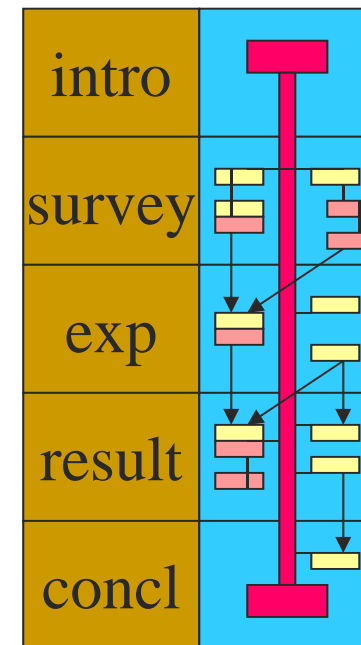 intro
survey
exp
result
concl